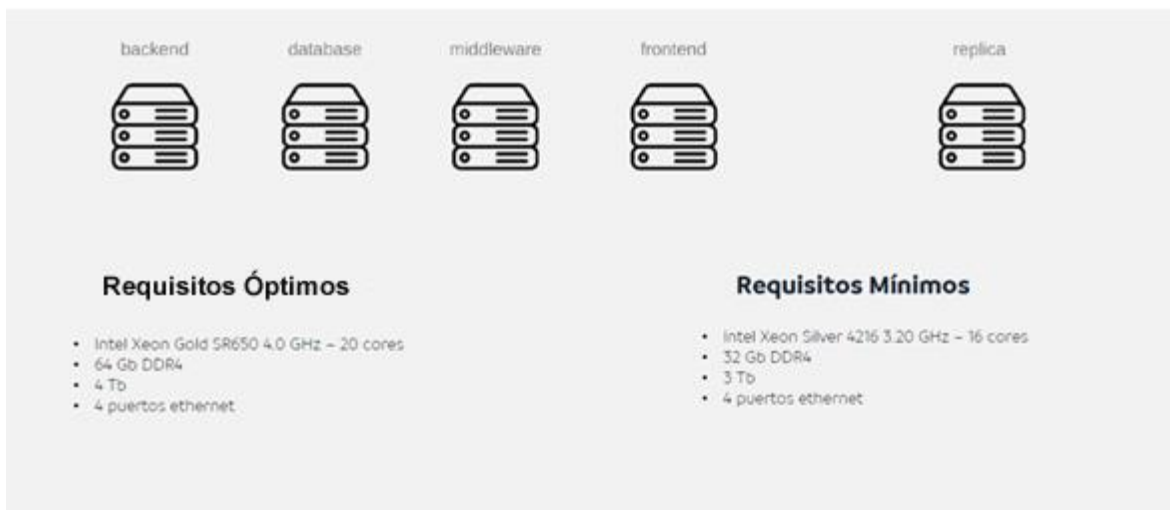 backend database middleware frontend replica
Requisitos Óptimos
• Intel Xeon Gold SR650 4.0 GHz – 20 cores
• 64 Gb DDR4
• 4 Tb
• 4 puertos ethernet
Requisitos Mínimos
• Intel Xeon Silver 4216 3.20 GHz – 16 cores
• 32 Gb DDR4
• 3 Tb
• 4 puertos ethernet